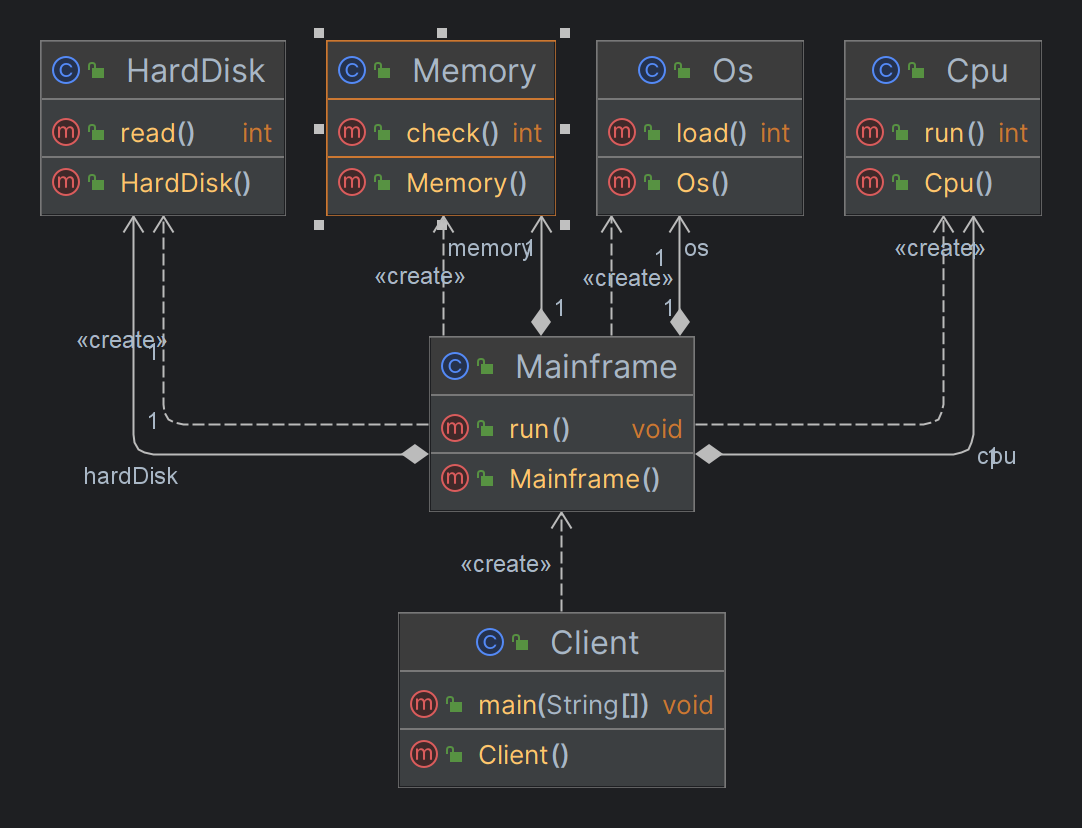 HardDisk
read() int
HardDisk()
Memory
check() int
Memory()
Os
load() int
Os()
Cpu
run() int
Cpu()
memory
1
«create»
1
«create»
1
os
1
«create»
«create»
1
1
hardDisk
Mainframe
run() void
Mainframe()
cpu
1
«create»
Client
main(String[]) void
Client()